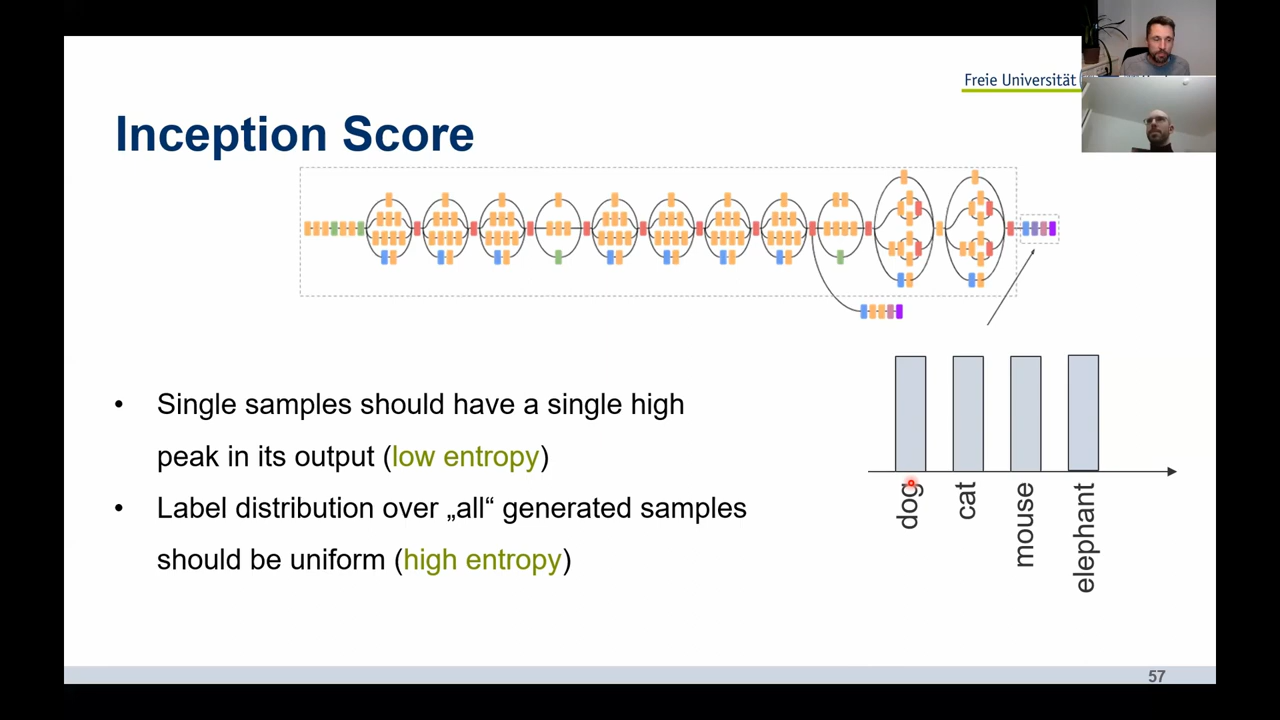 Freie Universität
Inception Score
• Single samples should have a single high
peak in its output (low entropy)
• Label distribution over „all“ generated samples
should be uniform (high entropy)
dog
cat
mouse
elephant
57